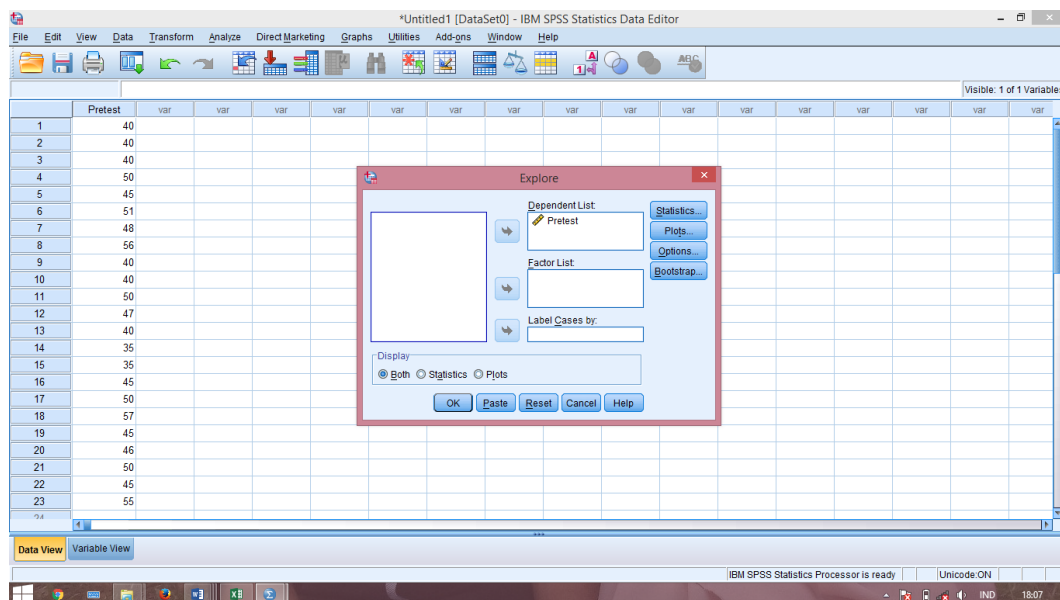 *Untitled1 [DataSet0] - IBM SPSS Statistics Data Editor
File Edit View Data Transform Analyze Direct Marketing Graphs Utilities Add-ons Window Help
Visible: 1 of 1 Variable
Pretest var var var var var var var var var var var var var var var var
1 40
2 40
3 40
4 50
5 45
6 51
7 48
8 56
9 40
10 40
11 50
12 47
13 40
14 35
15 35
16 45
17 50
18 57
19 45
20 46
21 50
22 45
23 55
24
Explore
Dependent List:
Pretest
Factor List:
Label Cases by:
Statistics...
Plots...
Options...
Bootstrap...
Display
Both Statistics Plots
OK Paste Reset Cancel Help
Data View Variable View
IBM SPSS Statistics Processor is ready Unicode:ON
IND 18:07